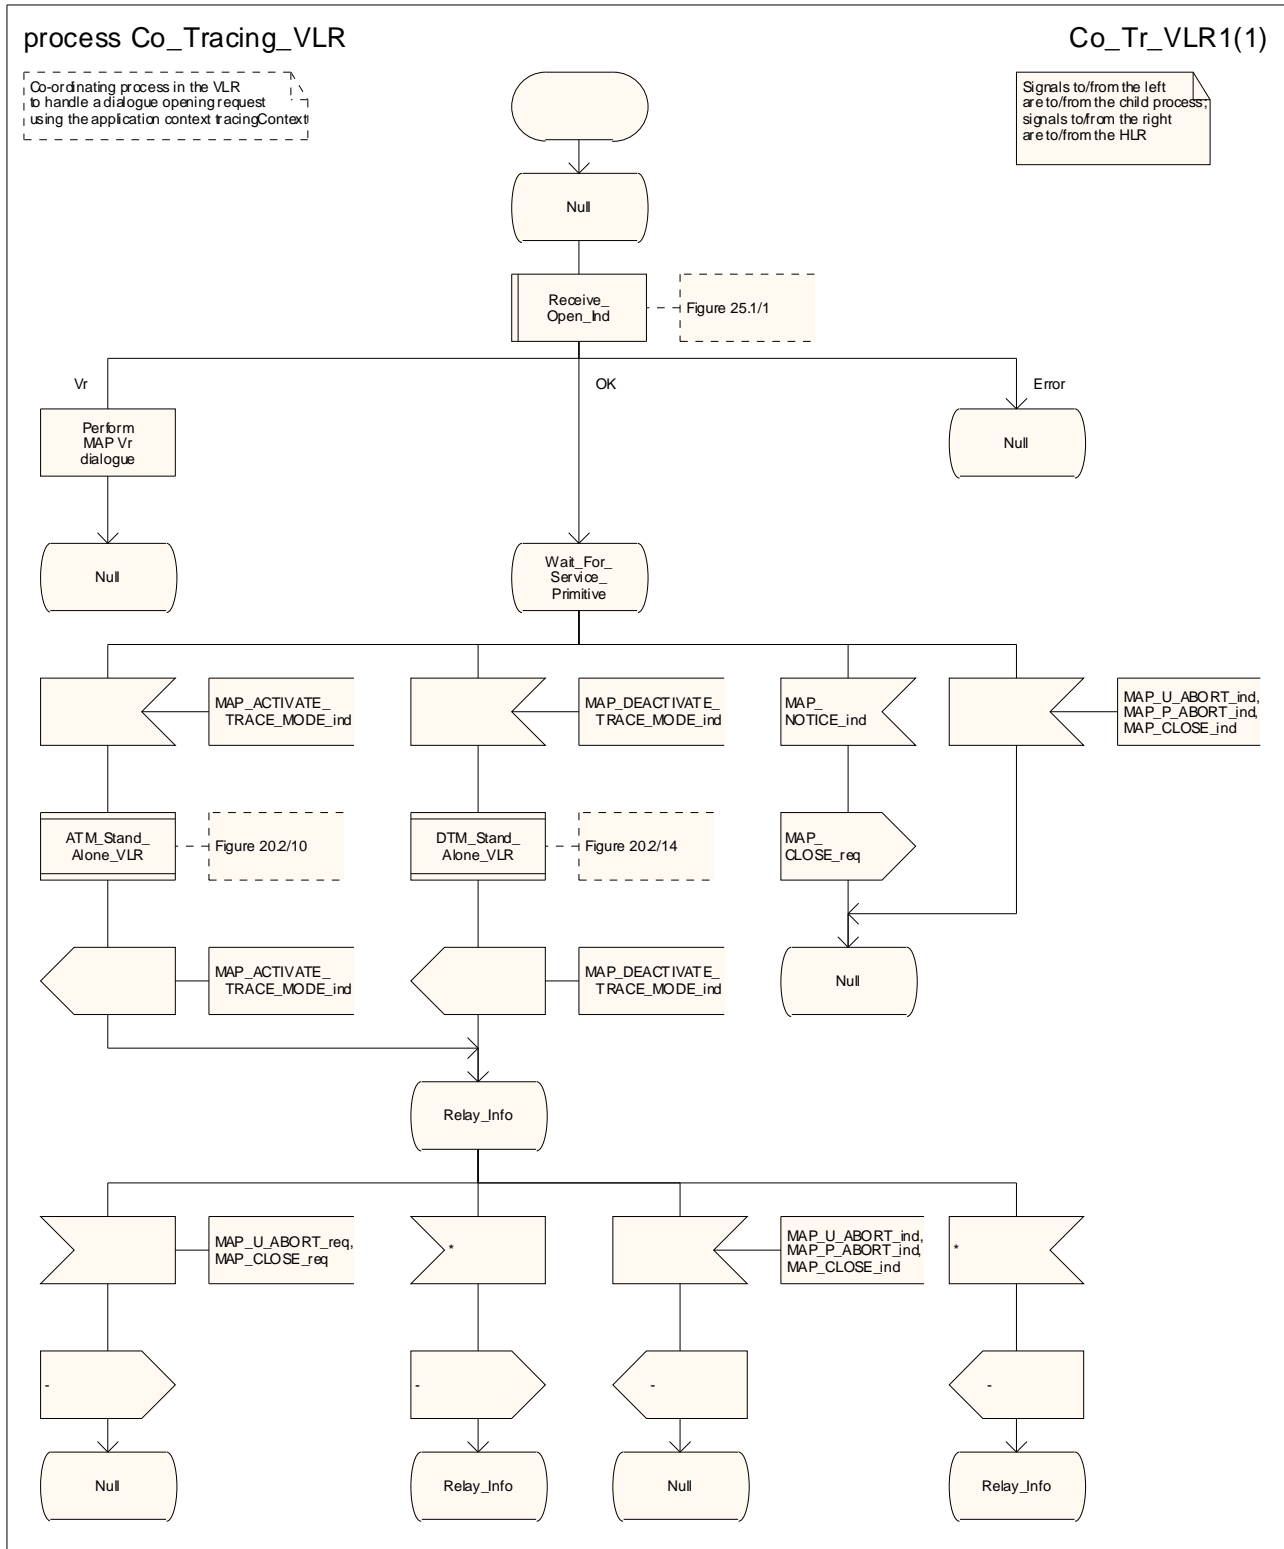 process Co_Tracing_VLR
Co_Tr_VLR1(1)
Co-ordinating process in the VLR
to handle a dialogue opening request
using the application context tracingContext
Signals to/from the left
are to/from the child process;
signals to/from the right
are to/from the HLR
Null
Receive_
Open_Ind
Figure 25.1/1
Vr
OK
Error
Perform
MAP Vr
dialogue
Null
Null
Wait_For_
Service_
Primitive
MAP_ACTIVATE_
TRACE_MODE_ind
MAP_DEACTIVATE_
TRACE_MODE_ind
MAP_
NOTICE_ind
MAP_U_ABORT_ind,
MAP_P_ABORT_ind,
MAP_CLOSE_ind
ATM_Stand_
Alone_VLR
Figure 20.2/10
DTM_Stand_
Alone_VLR
Figure 20.2/14
MAP_
CLOSE_req
MAP_ACTIVATE_
TRACE_MODE_ind
MAP_DEACTIVATE_
TRACE_MODE_ind
Null
Relay_Info
MAP_U_ABORT_req,
MAP_CLOSE_req
*
MAP_U_ABORT_ind,
MAP_P_ABORT_ind,
MAP_CLOSE_ind
*
-
-
-
-
Null
Relay_Info
Null
Relay_Info